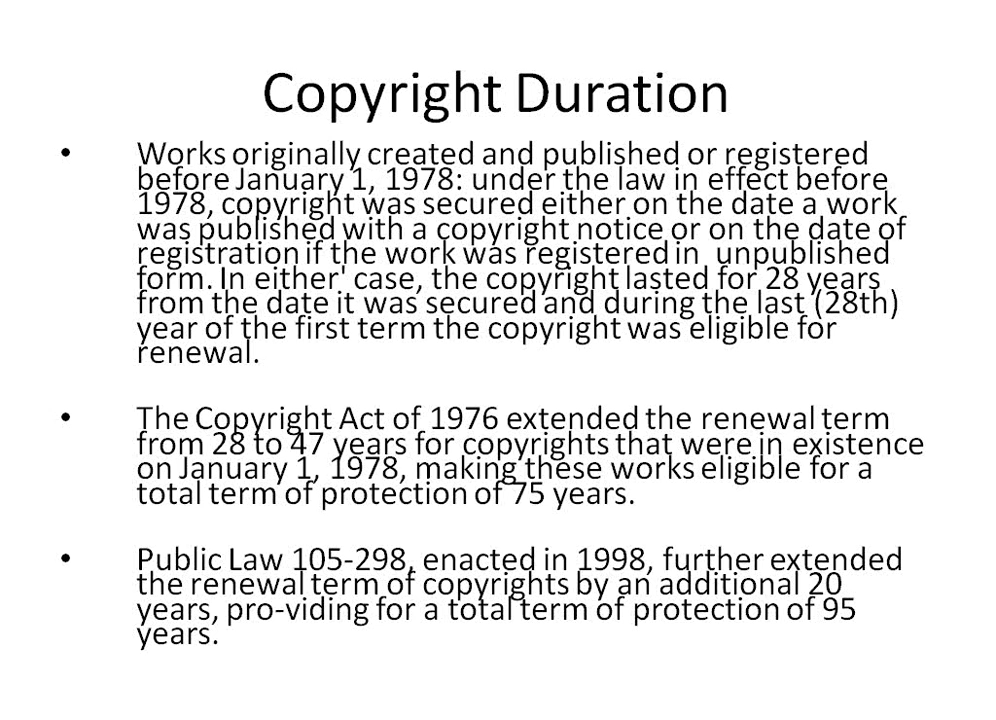 Copyright Duration
• Works originally created and published or registered
before January 1, 1978: under the law in effect before
1978, copyright was secured either on the date a work
was published with a copyright notice or on the date of
registration if the work was registered in unpublished
form. In either' case, the copyright lasted for 28 years
from the date it was secured and during the last (28th)
year of the first term the copyright was eligible for
renewal.
• The Copyright Act of 1976 extended the renewal term
from 28 to 47 years for copyrights that were in existence
on January 1, 1978, making these works eligible for a
total term of protection of 75 years.
• Public Law 105-298, enacted in 1998, further extended
the renewal term of copyrights by an additional 20
years, pro-viding for a total term of protection of 95
years.